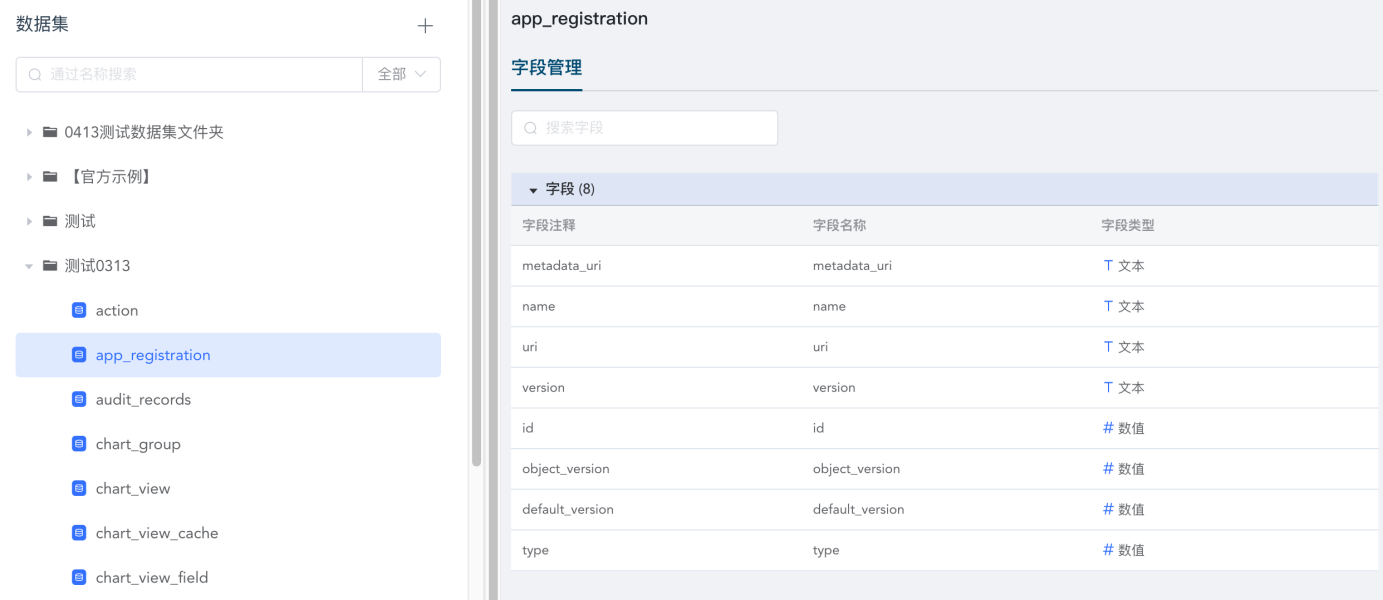 数据集
通过名称搜索 全部
0413测试数据集文件夹
【官方示例】
测试
测试0313
action
app_registration
audit_records
chart_group
chart_view
chart_view_cache
chart_view_field
app_registration
字段管理
搜索字段
字段 (8)
字段注释 字段名称 字段类型
metadata_uri metadata_uri T 文本
name name T 文本
uri uri T 文本
version version T 文本
id id # 数值
object_version object_version # 数值
default_version default_version # 数值
type type # 数值